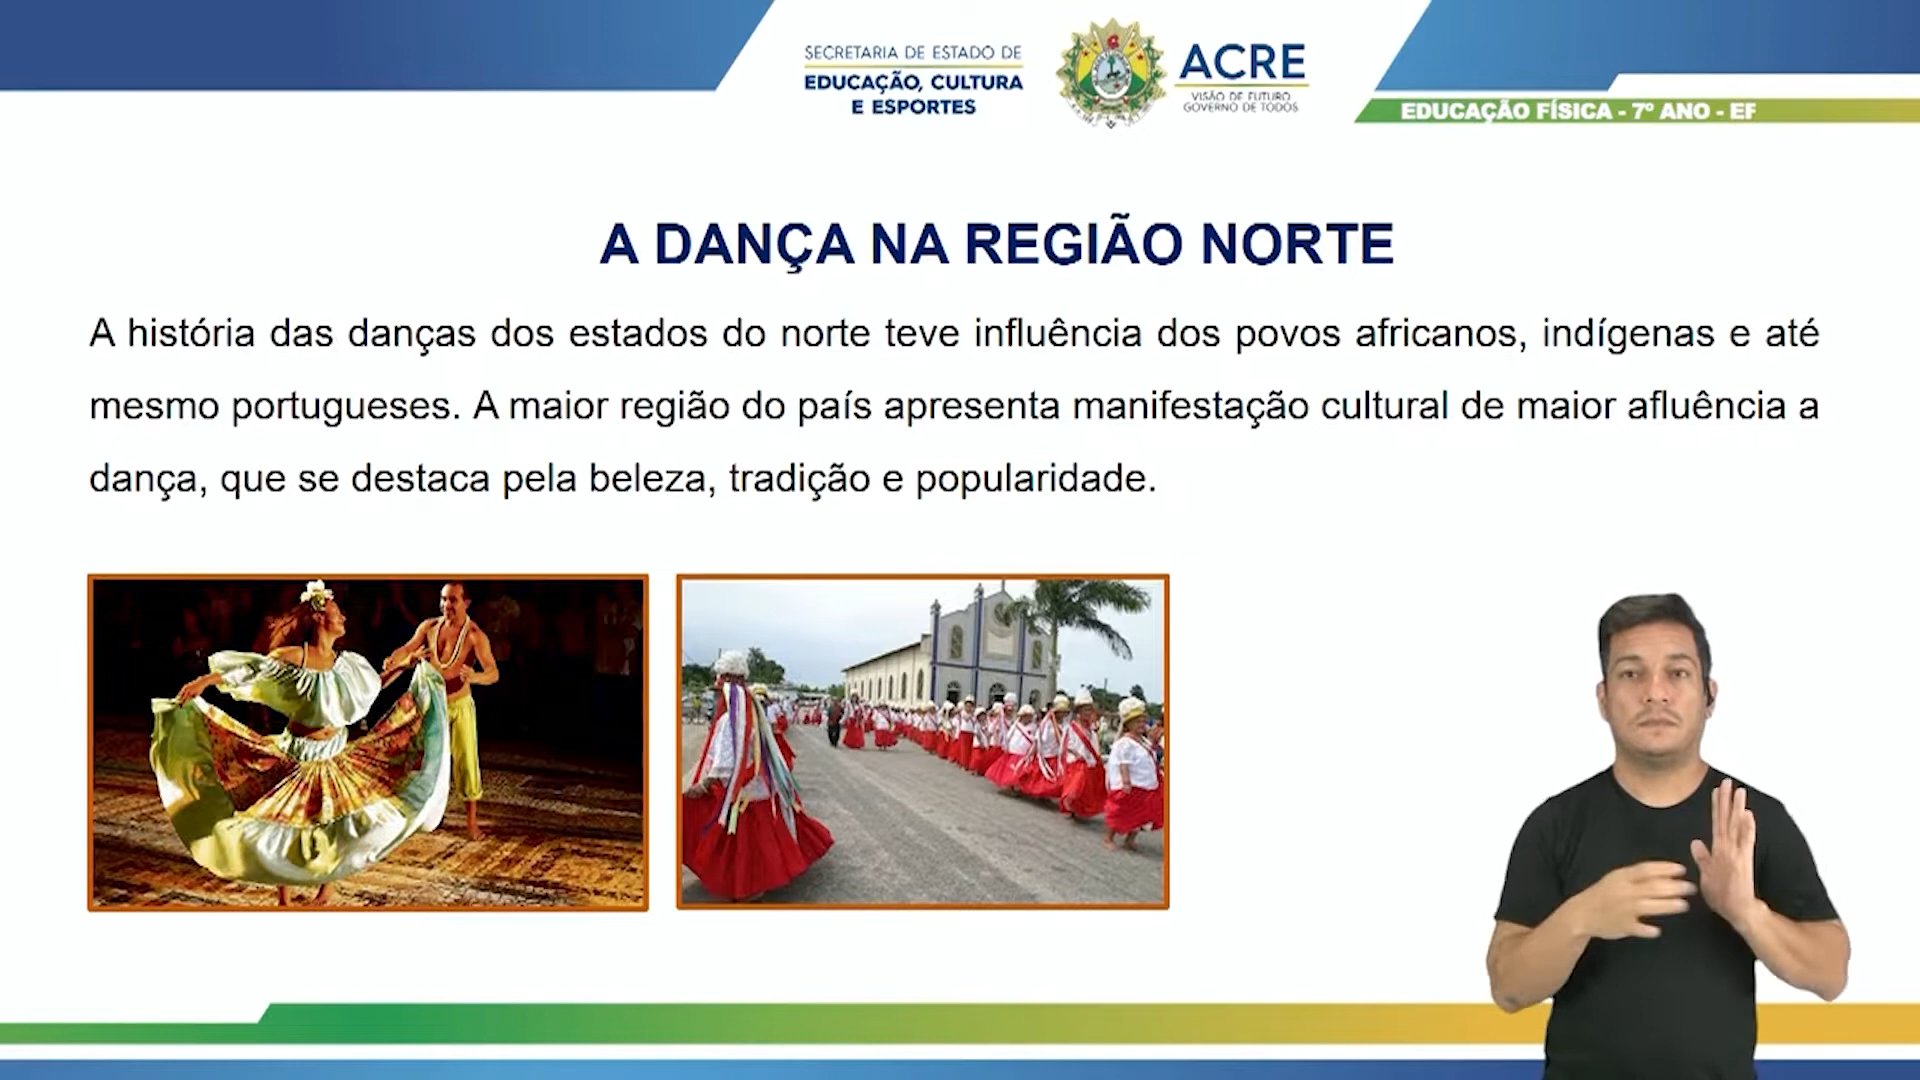 SECRETARIA DE ESTADO DE
EDUCAÇÃO, CULTURA
E ESPORTES
ACRE
VISÃO DE FUTURO
GOVERNO DE TODOS
EDUCAÇÃO FÍSICA - 7º ANO - EF
A DANÇA NA REGIÃO NORTE
A história das danças dos estados do norte teve influência dos povos africanos, indígenas e até
mesmo portugueses. A maior região do país apresenta manifestação cultural de maior afluência a
dança, que se destaca pela beleza, tradição e popularidade.